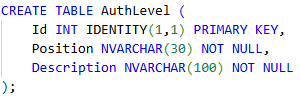 CREATE TABLE AuthLevel (
    Id INT IDENTITY(1,1) PRIMARY KEY,
    Position NVARCHAR(30) NOT NULL,
    Description NVARCHAR(100) NOT NULL
);